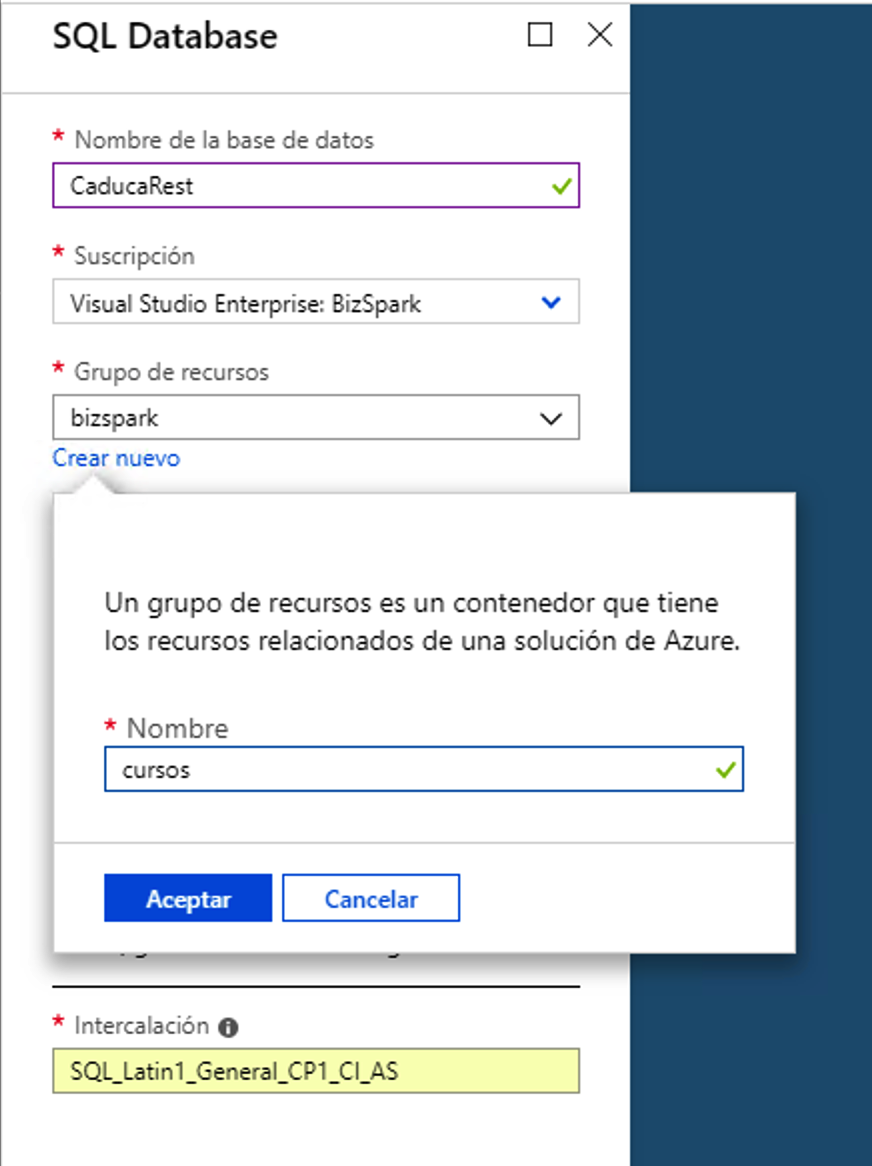 SQL Database
* Nombre de la base de datos
CaducaRest
* Suscripción
Visual Studio Enterprise: BizSpark
* Grupo de recursos
bizspark
Crear nuevo
Un grupo de recursos es un contenedor que tiene
los recursos relacionados de una solución de Azure.
* Nombre
cursos
Aceptar
Cancelar
* Intercalación
SQL_Latin1_General_CP1_CI_AS